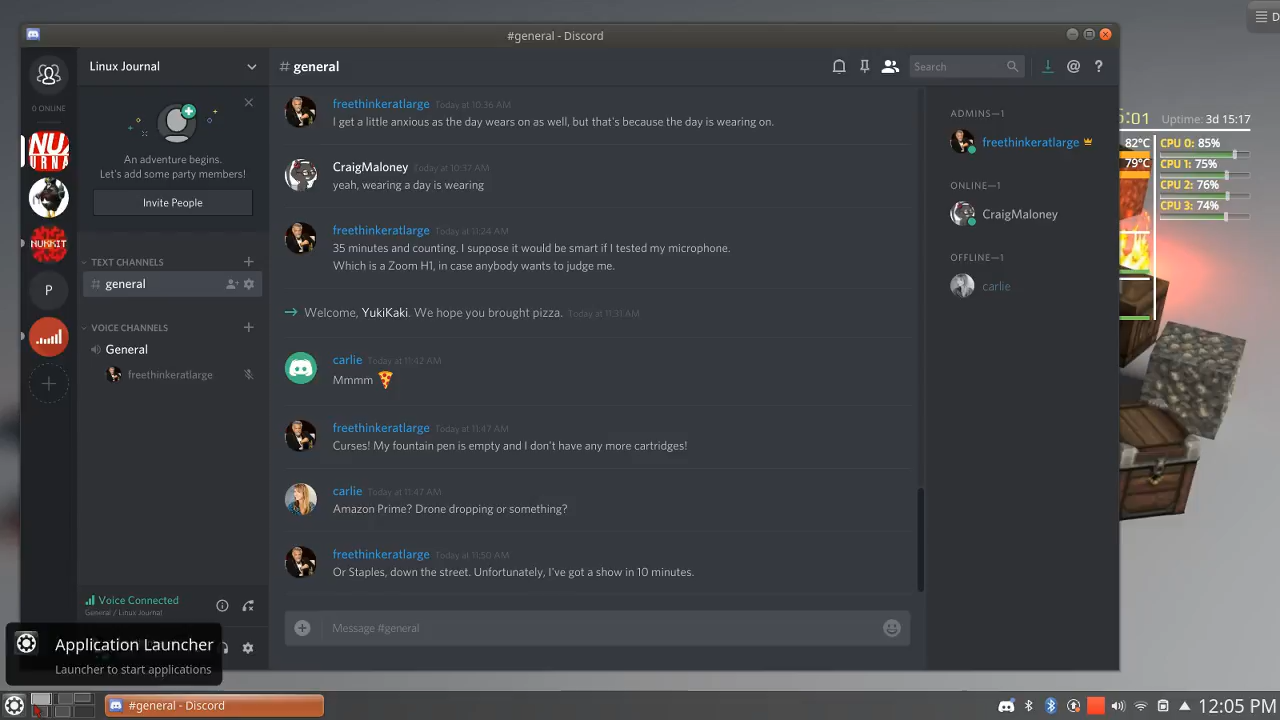 #general - Discord
D
Linux Journal
0 ONLINE
An adventure begins.
Let's add some party members!
Invite People
TEXT CHANNELS
# general
VOICE CHANNELS
General
freethinkeratlarge
NUKKIT
P
Voice Connected
General / Linux Journal
# general
Search
@
?
freethinkeratlarge Today at 10:36 AM
I get a little anxious as the day wears on as well, but that's because the day is wearing on.
CraigMaloney Today at 10:37 AM
yeah, wearing a day is wearing
freethinkeratlarge Today at 11:24 AM
35 minutes and counting. I suppose it would be smart if I tested my microphone.
Which is a Zoom H1, in case anybody wants to judge me.
Welcome, YukiKaki. We hope you brought pizza. Today at 11:31 AM
carlie Today at 11:42 AM
Mmmm
freethinkeratlarge Today at 11:47 AM
Curses! My fountain pen is empty and I don't have any more cartridges!
carlie Today at 11:47 AM
Amazon Prime? Drone dropping or something?
freethinkeratlarge Today at 11:50 AM
Or Staples, down the street. Unfortunately, I've got a show in 10 minutes.
Message #general
ADMINS—1
freethinkeratlarge
ONLINE—1
CraigMaloney
OFFLINE—1
carlie
:01 Uptime: 3d 15:17
82°C CPU 0: 85%
79°C CPU 1: 75%
CPU 2: 76%
CPU 3: 74%
Application Launcher
Launcher to start applications
#general - Discord
12:05 PM